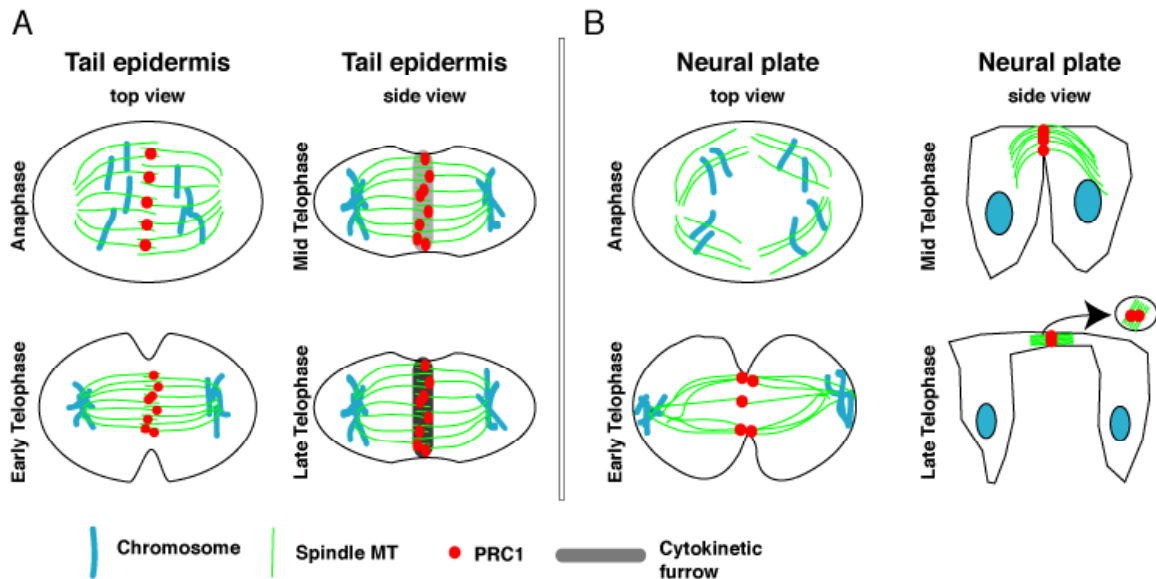 A
B
Tail epidermis
top view
Tail epidermis
side view
Neural plate
top view
Neural plate
side view
Anaphase
Mid Telophase
Anaphase
Mid Telophase
Early Telophase
Late Telophase
Early Telophase
Late Telophase
Chromosome
Spindle MT
PRC1
Cytokinetic
furrow